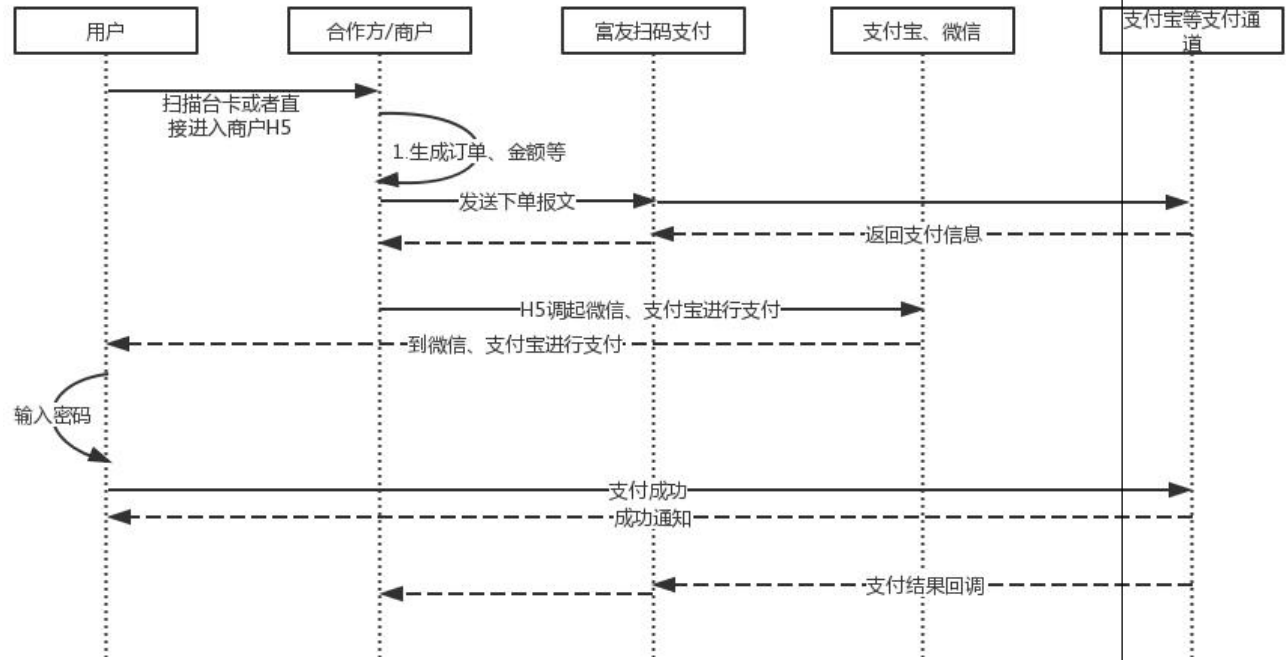 用户
合作方/商户
富友扫码支付
支付宝、微信
支付宝等支付通
道
扫描台卡或者直
接进入商户H5
1.生成订单、金额等
发送下单报文
返回支付信息
H5调起微信、支付宝进行支付
到微信、支付宝进行支付
输入密码
支付成功
成功通知
支付结果回调